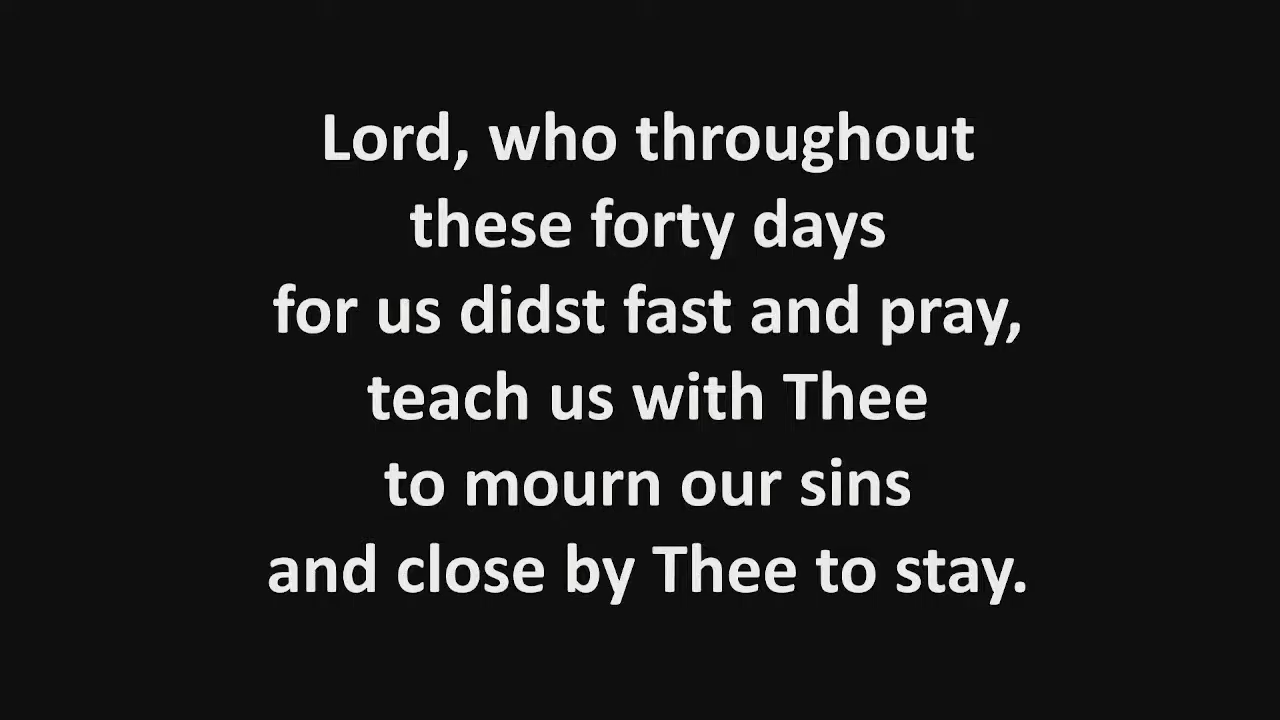 Lord, who throughout
these forty days
for us didst fast and pray,
teach us with Thee
to mourn our sins
and close by Thee to stay.